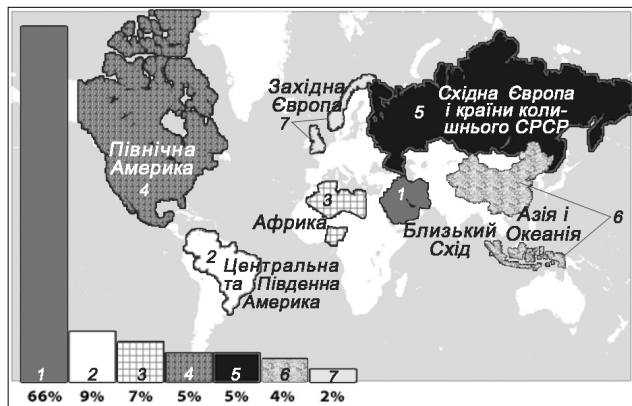 Західна
Європа
7
Східна Європа
5 і країни коли-
шнього СРСР
Північна
Америка
4
3
1
Африка
Близький
Схід
Азія і
Океанія
6
2
Центральна
та Південна
Америка
1 2 3 4 5 6 7
66% 9% 7% 5% 5% 4% 2%